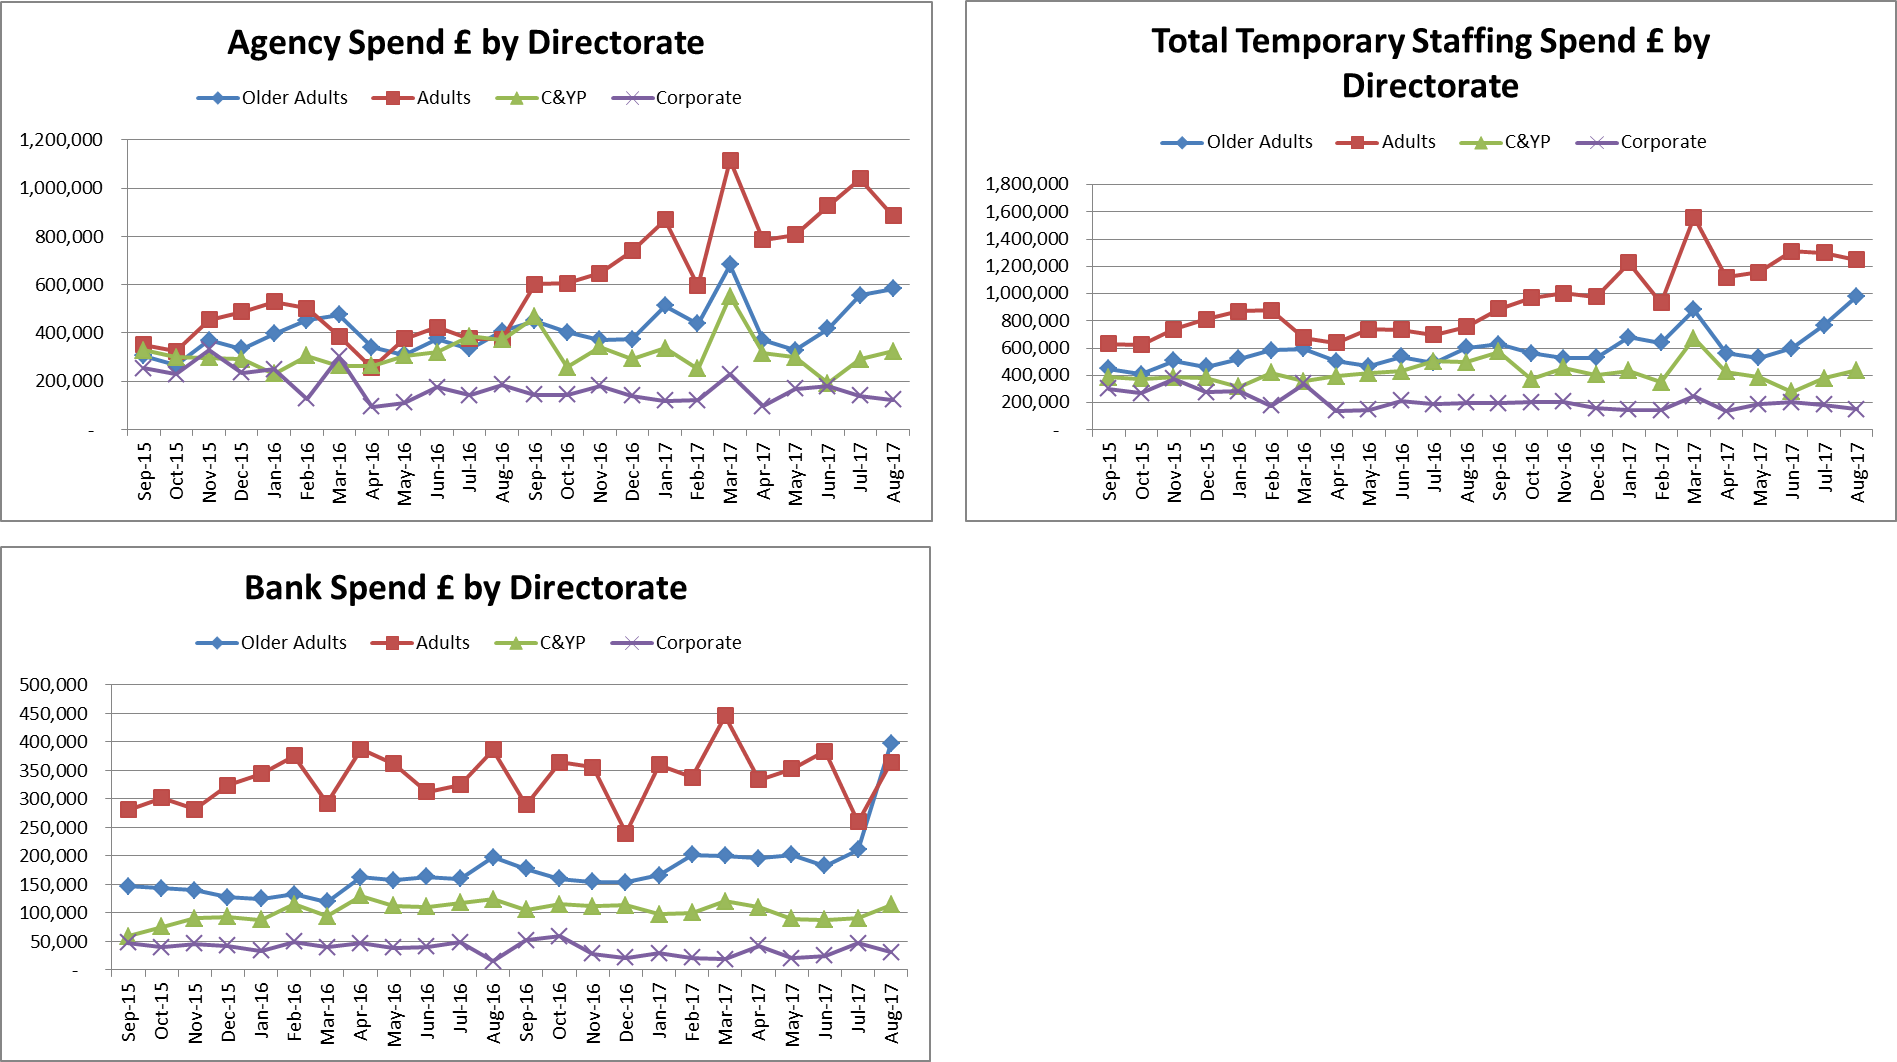 Agency Spend £ by Directorate
Older Adults Adults C&YP Corporate
1,200,000
1,000,000
800,000
600,000
400,000
200,000
-
Sep-15 Oct-15 Nov-15 Dec-15 Jan-16 Feb-16 Mar-16 Apr-16 May-16 Jun-16 Jul-16 Aug-16 Sep-16 Oct-16 Nov-16 Dec-16 Jan-17 Feb-17 Mar-17 Apr-17 May-17 Jun-17 Jul-17 Aug-17
Total Temporary Staffing Spend £ by
Directorate
Older Adults Adults C&YP Corporate
1,800,000
1,600,000
1,400,000
1,200,000
1,000,000
800,000
600,000
400,000
200,000
-
Sep-15 Oct-15 Nov-15 Dec-15 Jan-16 Feb-16 Mar-16 Apr-16 May-16 Jun-16 Jul-16 Aug-16 Sep-16 Oct-16 Nov-16 Dec-16 Jan-17 Feb-17 Mar-17 Apr-17 May-17 Jun-17 Jul-17 Aug-17
Bank Spend £ by Directorate
Older Adults Adults C&YP Corporate
500,000
450,000
400,000
350,000
300,000
250,000
200,000
150,000
100,000
50,000
-
Sep-15 Oct-15 Nov-15 Dec-15 Jan-16 Feb-16 Mar-16 Apr-16 May-16 Jun-16 Jul-16 Aug-16 Sep-16 Oct-16 Nov-16 Dec-16 Jan-17 Feb-17 Mar-17 Apr-17 May-17 Jun-17 Jul-17 Aug-17